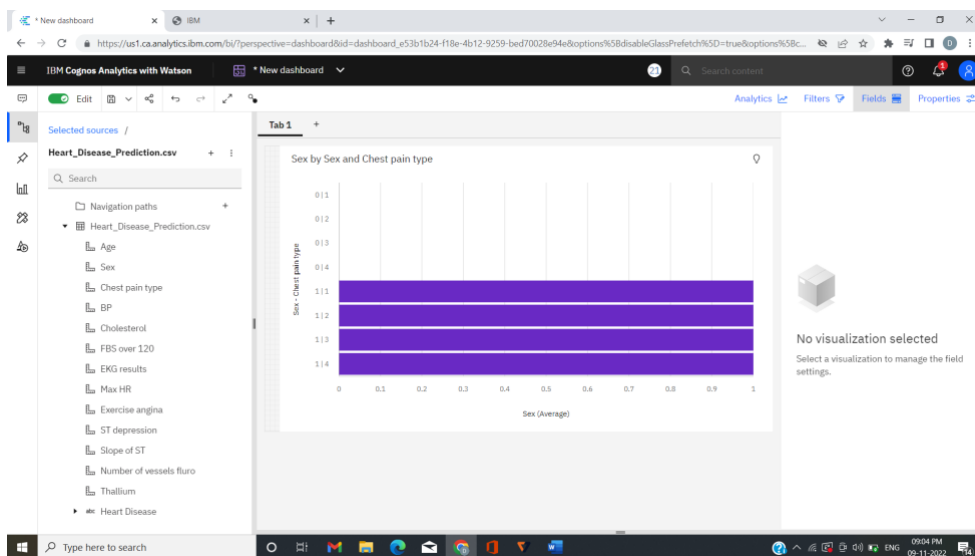 * New dashboard
IBM
https://us1.ca.analytics.ibm.com/bi/?perspective=dashboard&id=dashboard_e53b1b24-f18e-4b12-9259-bed70028e94e&options%5BdisableGlassPrefetch%5D=true&options%5Bc...
IBM Cognos Analytics with Watson
* New dashboard
21
Search content
Edit
Analytics
Filters
Fields
Properties
Selected sources /
Heart_Disease_Prediction.csv
Search
Navigation paths
Heart_Disease_Prediction.csv
Age
Sex
Chest pain type
BP
Cholesterol
FBS over 120
EKG results
Max HR
Exercise angina
ST depression
Slope of ST
Number of vessels fluro
Thallium
abc Heart Disease
Tab 1
Sex by Sex and Chest pain type
Sex - Chest pain type
0|1
0|2
0|3
0|4
1|1
1|2
1|3
1|4
0 0.1 0.2 0.3 0.4 0.5 0.6 0.7 0.8 0.9 1
Sex (Average)
No visualization selected
Select a visualization to manage the field
settings.
Type here to search
ENG
09:04 PM
09-11-2022